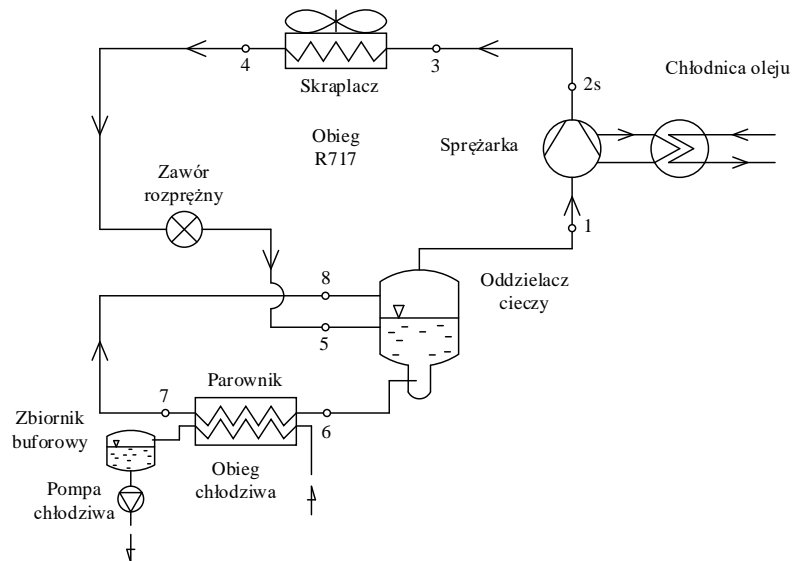 4
3
Skraplacz
Chłodnica oleju
2s
Obieg
R717
Sprężarka
Zawór
rozprężny
1
8
Oddzielacz
cieczy
5
Parownik
7
6
Zbiornik
buforowy
Obieg
chłodziwa
Pompa
chłodziwa